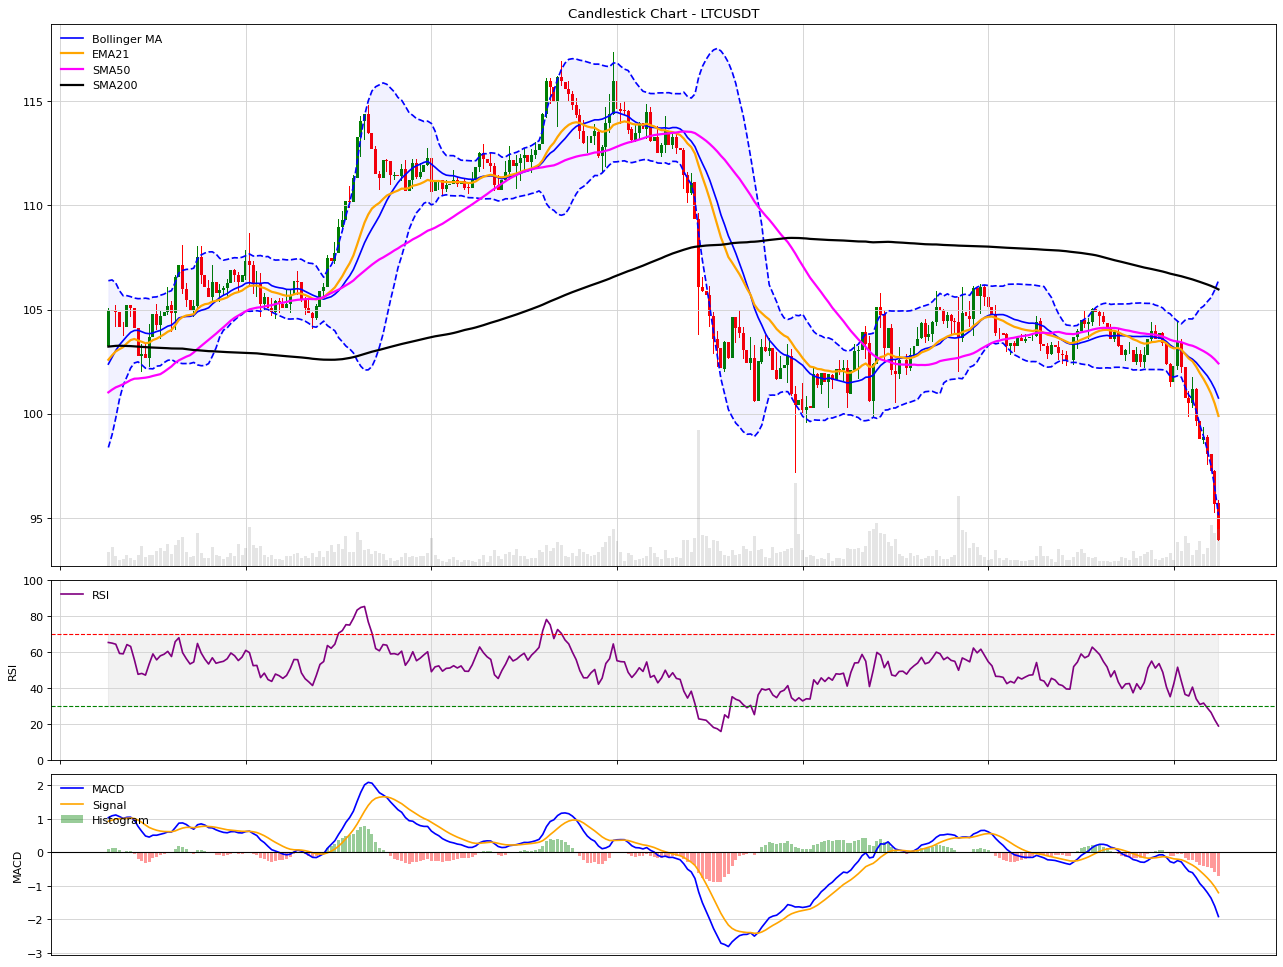 Candlestick Chart - LTCUSDT
Bollinger MA
EMA21
SMA50
SMA200
115
110
105
100
95
100
RSI
80
60
40
20
0
RSI
2
MACD
Signal
1
Histogram
0
−1
−2
−3
MACD